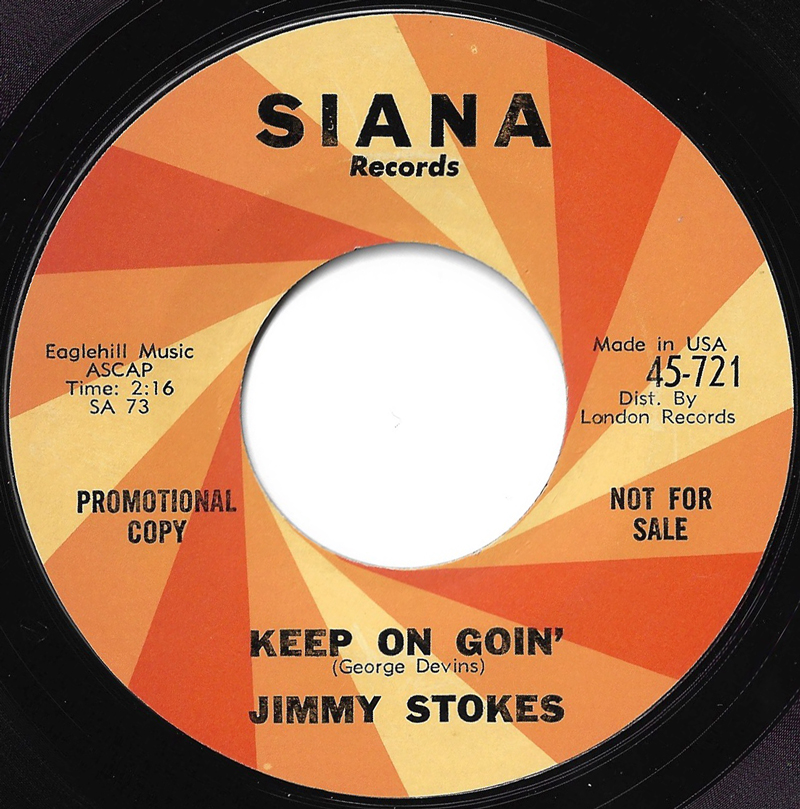 SIANA
Records
Eaglehill Music
ASCAP
Time: 2:16
SA 73
Made in USA
45-721
Dist. By
London Records
PROMOTIONAL
COPY
NOT FOR
SALE
KEEP ON GOIN'
(George Devins)
JIMMY STOKES